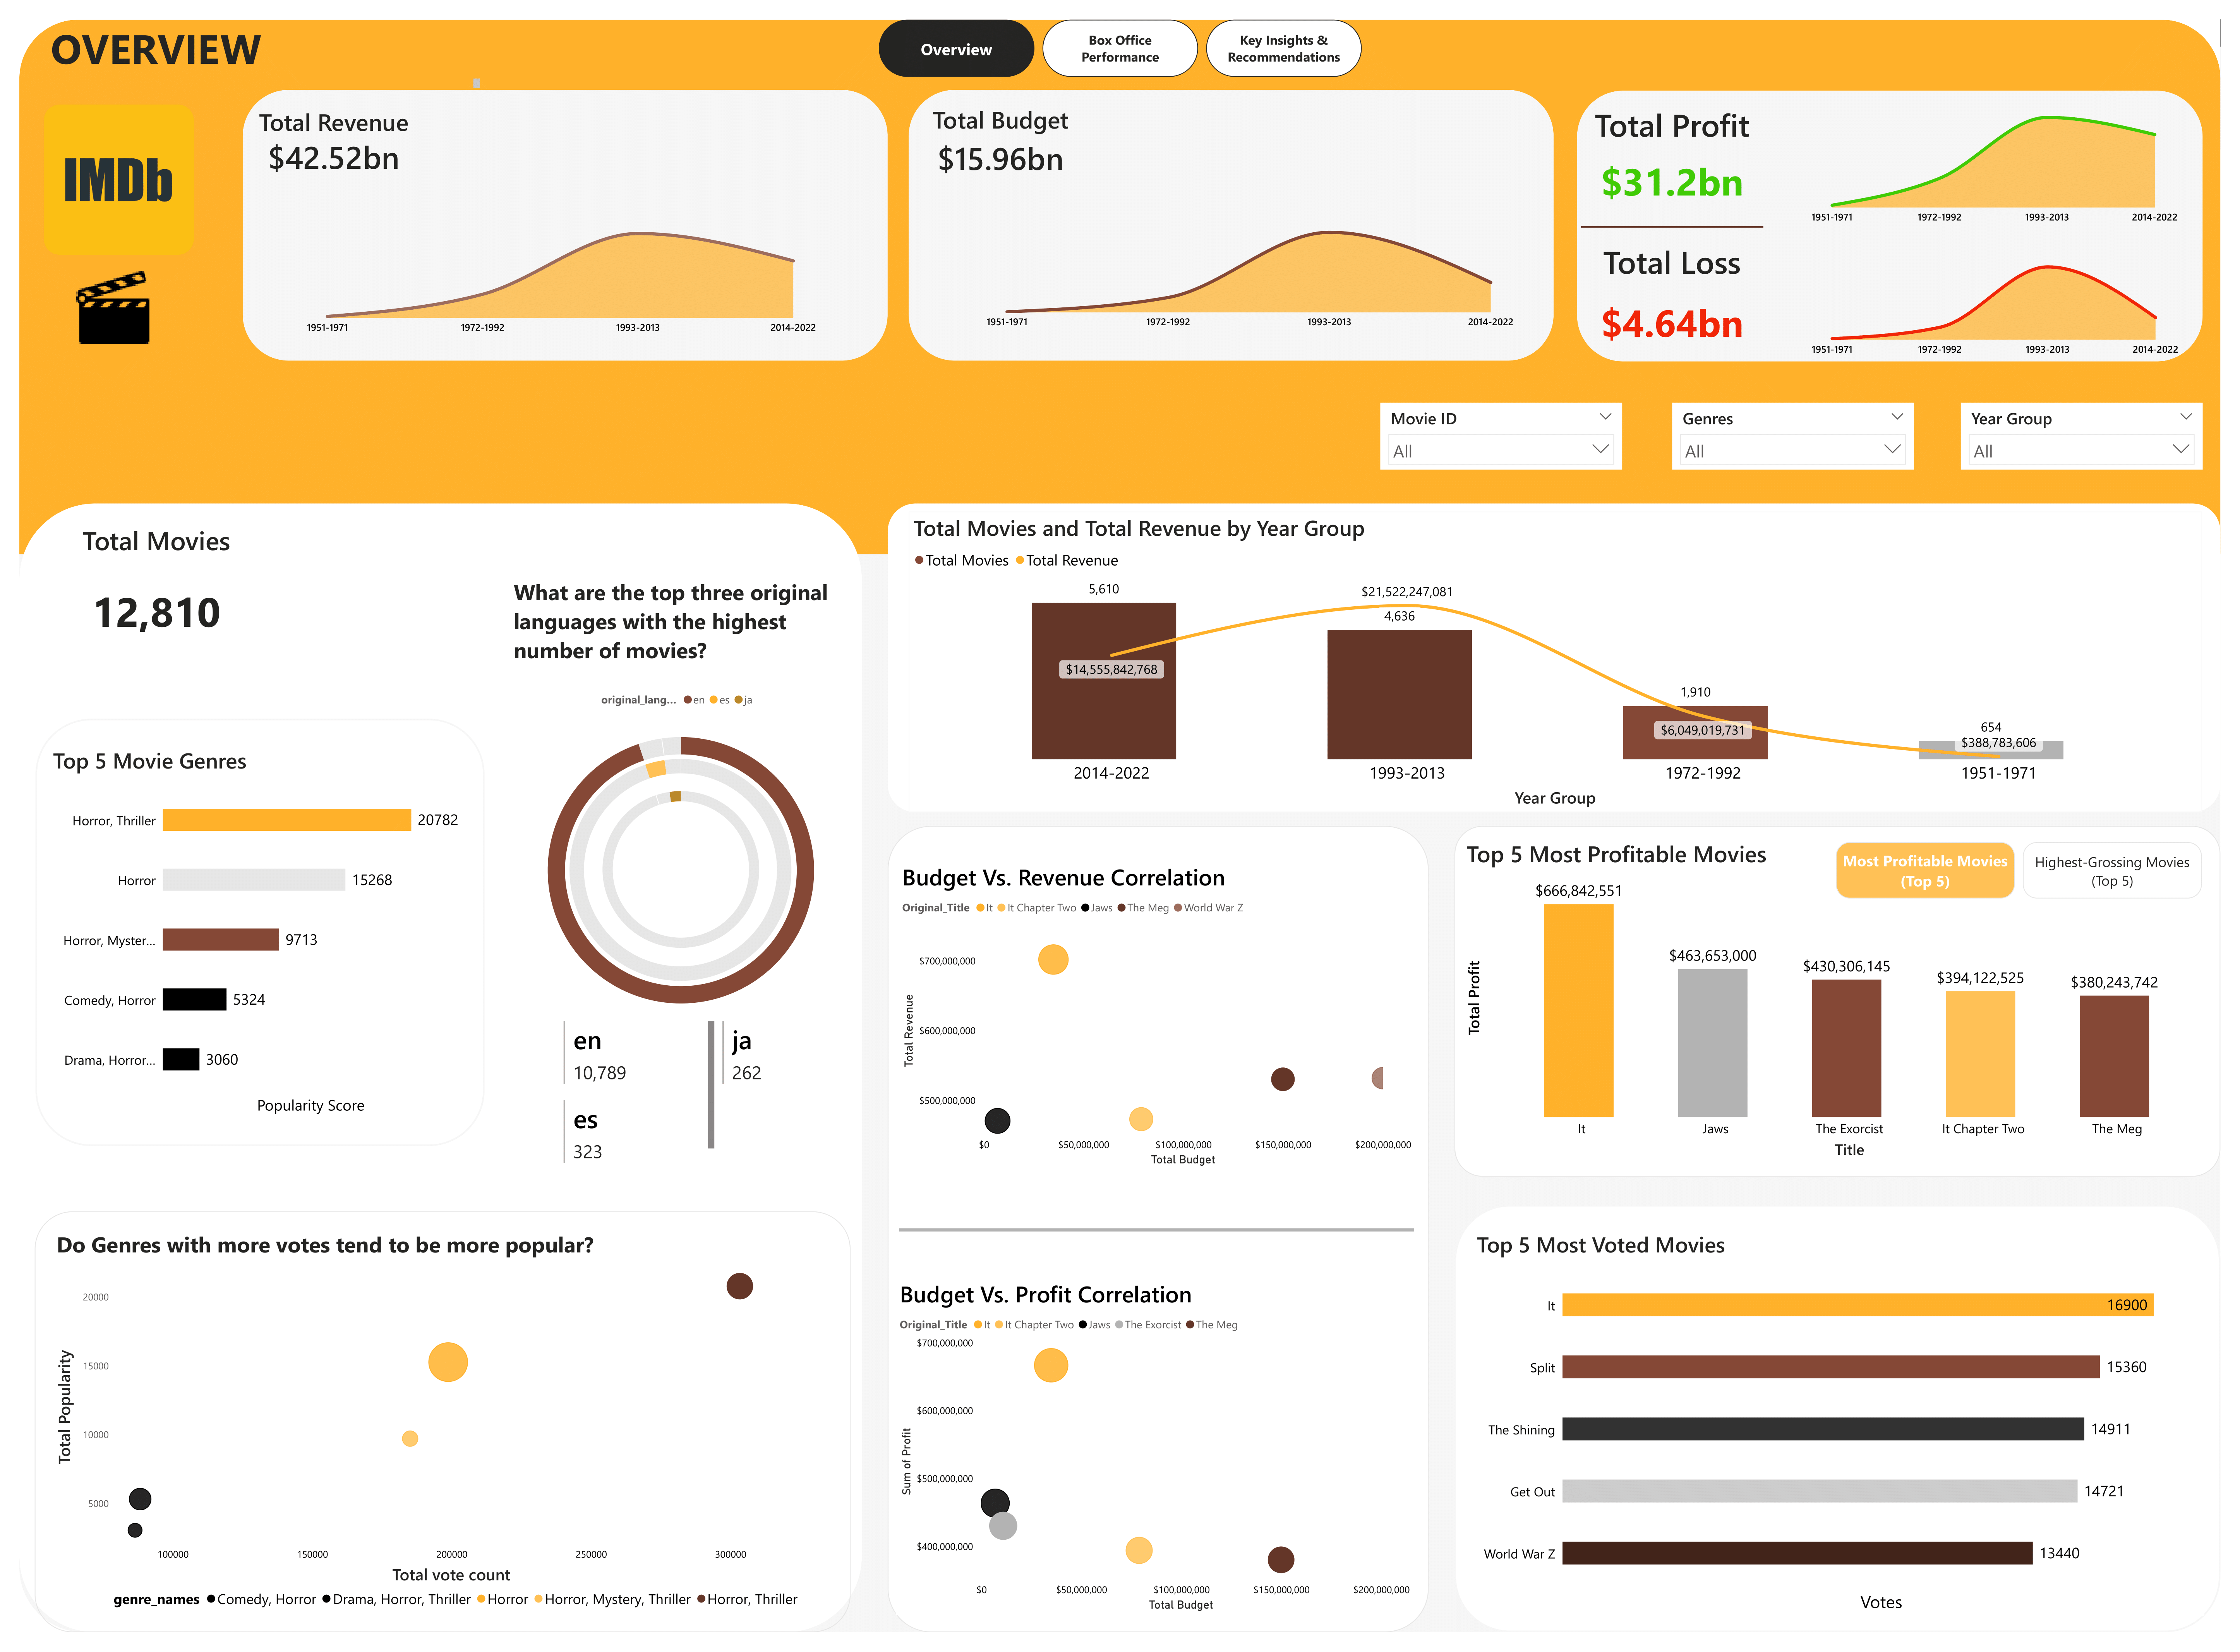 OVERVIEW
Overview
Box Office
Performance
Key Insights &
Recommendations
IMDb
Total Revenue
$42.52bn
1951-1971
1972-1992
1993-2013
2014-2022
Total Budget
$15.96bn
1951-1971
1972-1992
1993-2013
2014-2022
Total Profit
$31.2bn
1951-1971
1972-1992
1993-2013
2014-2022
Total Loss
$4.64bn
1951-1971
1972-1992
1993-2013
2014-2022
Movie ID
All
Genres
All
Year Group
All
Total Movies
12,810
What are the top three original
languages with the highest
number of movies?
original_lang... en es ja
en
10,789
ja
262
es
323
Top 5 Movie Genres
Horror, Thriller 20782
Horror 15268
Horror, Myster... 9713
Comedy, Horror 5324
Drama, Horror... 3060
Popularity Score
Total Movies and Total Revenue by Year Group
Total Movies Total Revenue
5,610
$14,555,842,768
$21,522,247,081
4,636
1,910
$6,049,019,731
654
$388,783,606
2014-2022
1993-2013
1972-1992
1951-1971
Year Group
Budget Vs. Revenue Correlation
Original_Title It It Chapter Two Jaws The Meg World War Z
Total Revenue
$700,000,000
$600,000,000
$500,000,000
$0
$50,000,000
$100,000,000
$150,000,000
$200,000,000
Total Budget
Budget Vs. Profit Correlation
Original_Title It It Chapter Two Jaws The Exorcist The Meg
Sum of Profit
$700,000,000
$600,000,000
$500,000,000
$400,000,000
$0
$50,000,000
$100,000,000
$150,000,000
$200,000,000
Total Budget
Top 5 Most Profitable Movies
Most Profitable Movies
(Top 5)
Highest-Grossing Movies
(Top 5)
Total Profit
$666,842,551
$463,653,000
$430,306,145
$394,122,525
$380,243,742
It
Jaws
The Exorcist
It Chapter Two
The Meg
Title
Do Genres with more votes tend to be more popular?
Total Popularity
20000
15000
10000
5000
100000
150000
200000
250000
300000
Total vote count
genre_names Comedy, Horror Drama, Horror, Thriller Horror Horror, Mystery, Thriller Horror, Thriller
Top 5 Most Voted Movies
It 16900
Split 15360
The Shining 14911
Get Out 14721
World War Z 13440
Votes